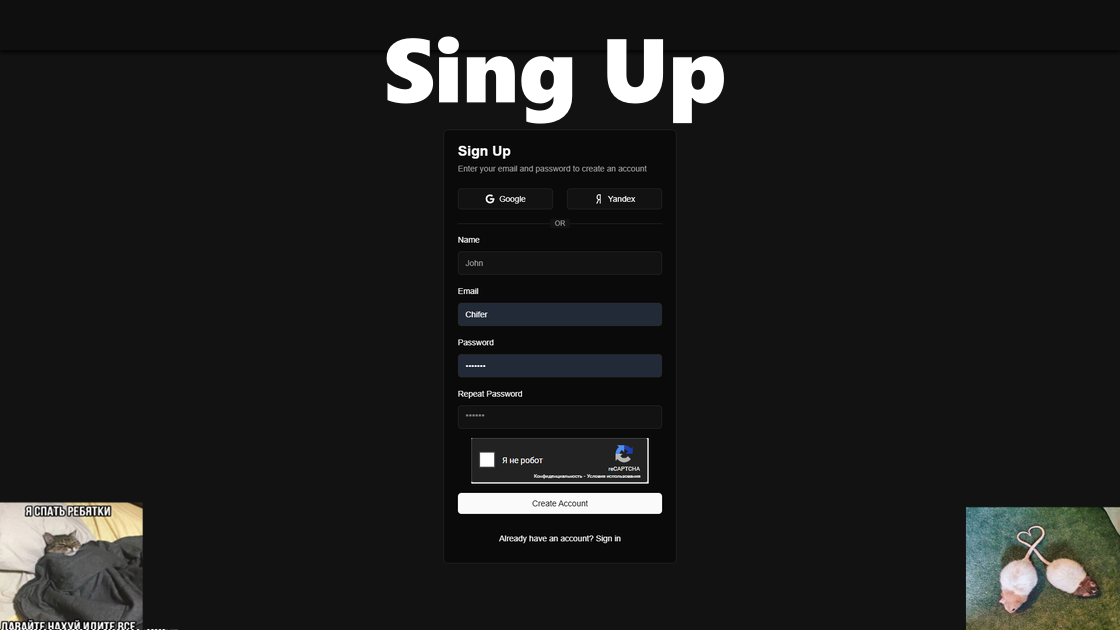 Sing Up
Sign Up
Enter your email and password to create an account
Google
Yandex
OR
Name
John
Email
Chifer
Password
•••••••
Repeat Password
******
Я не робот
reCAPTCHA
Конфиденциальность - Условия использования
Create Account
Already have an account? Sign in
Я СПАТЬ РЕБЯТКИ
ДАВАЙТЕ НАХУЙ ИДИТЕ ВСЕ